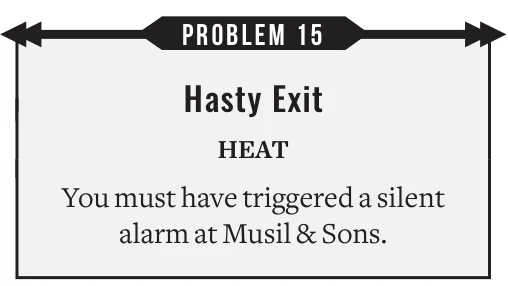 PROBLEM 15
Hasty Exit
HEAT
You must have triggered a silent
alarm at Musil & Sons.